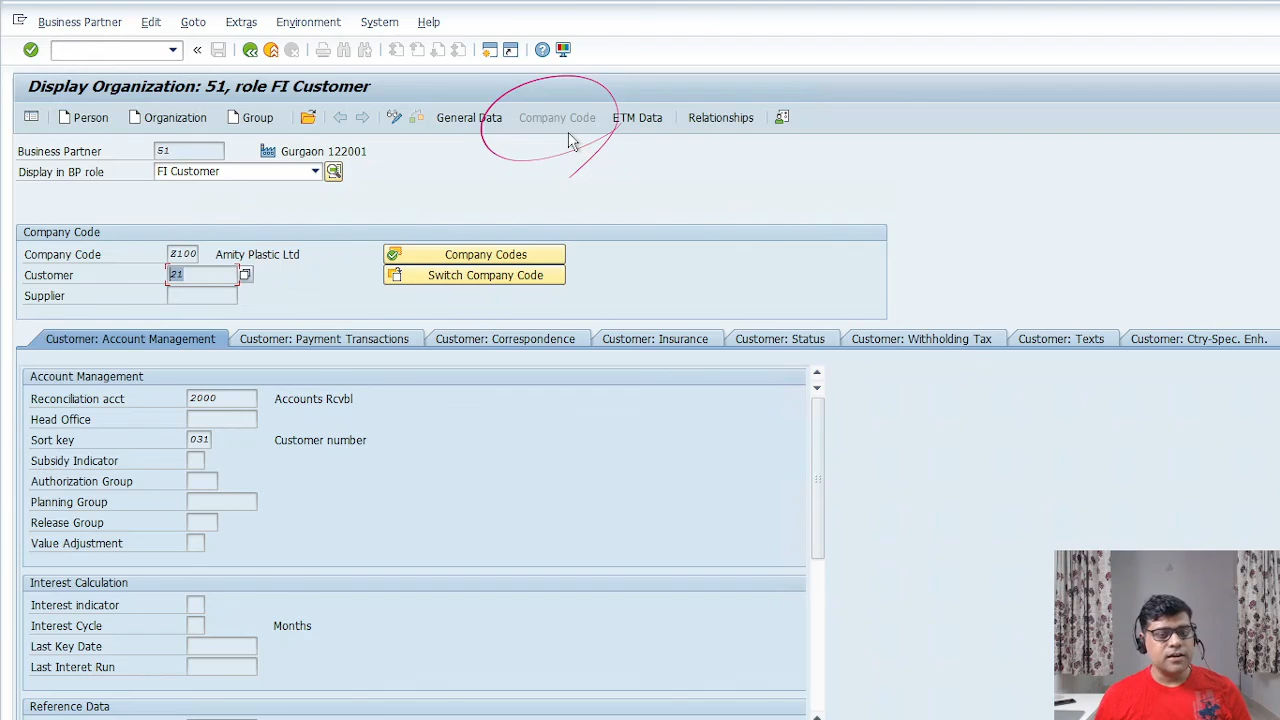 Business Partner Edit Goto Extras Environment System Help
Display Organization: 51, role FI Customer
Person Organization Group General Data Company Code ETM Data Relationships
Business Partner 51 Gurgaon 122001
Display in BP role FI Customer
Company Code
Company Code Z100 Amity Plastic Ltd Company Codes
Customer 21 Switch Company Code
Supplier
Customer: Account Management Customer: Payment Transactions Customer: Correspondence Customer: Insurance Customer: Status Customer: Withholding Tax Customer: Texts Customer: Ctry-Spec. Enh.
Account Management
Reconciliation acct 2000 Accounts Rcvbl
Head Office
Sort key 031 Customer number
Subsidy Indicator
Authorization Group
Planning Group
Release Group
Value Adjustment
Interest Calculation
Interest indicator
Interest Cycle Months
Last Key Date
Last Interet Run
Reference Data